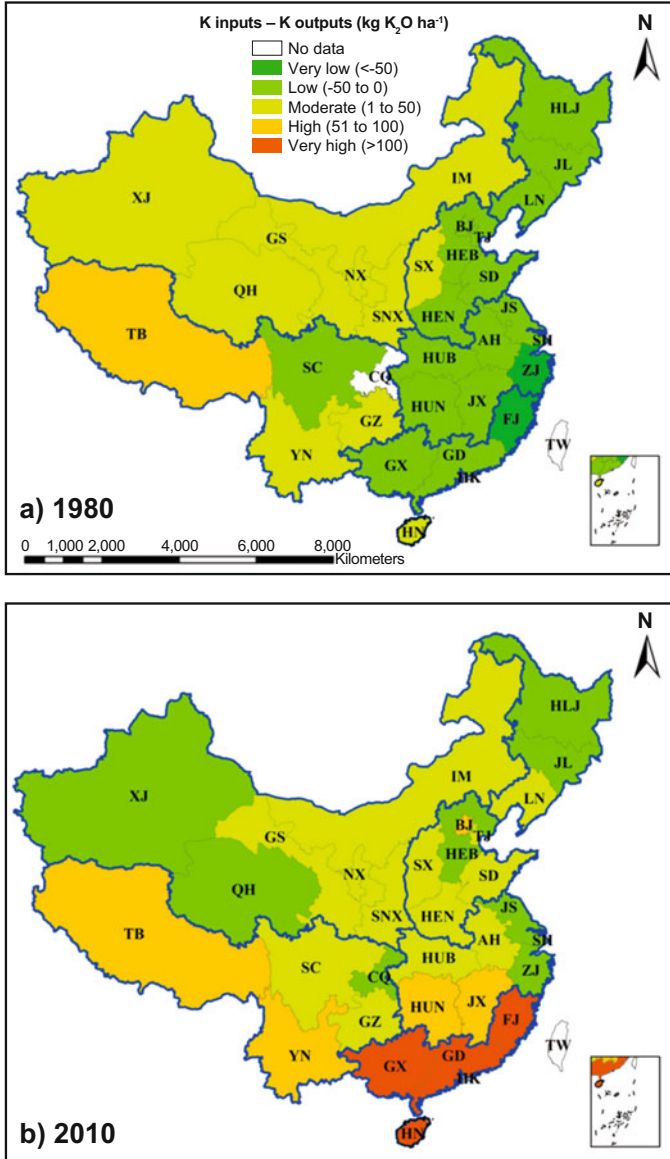 K inputs – K outputs (kg K₂O ha⁻¹)
No data
Very low (<-50)
Low (-50 to 0)
Moderate (1 to 50)
High (51 to 100)
Very high (>100)
N
HLJ
JL
LN
IM
XJ
GS
BJ
TJ
HEB
SX
NX
SD
QH
SNX
HEN
JS
TB
AH
SH
SC
HUB
CQ
ZJ
HUN
JX
GZ
FJ
YN
GX
GD
TW
HK
HN
a) 1980
0 1,000 2,000 4,000 6,000 8,000
Kilometers
N
HLJ
JL
IM
XJ
LN
GS
BJ
TJ
HEB
SX
NX
SD
QH
SNX
HEN
JS
TB
AH
SH
HUB
SC
CQ
ZJ
HUN
JX
GZ
FJ
YN
GX
GD
TW
HK
HN
b) 2010